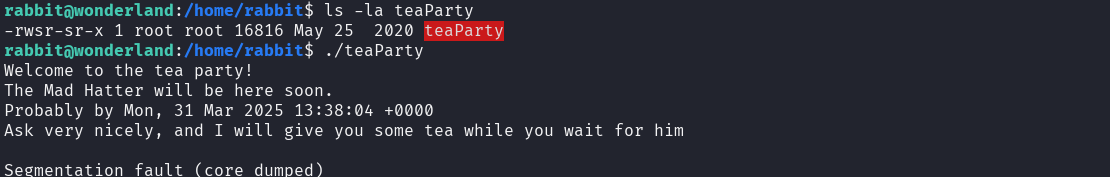 rabbit@wonderland:/home/rabbit$ ls -la teaParty
-rwsr-sr-x 1 root root 16816 May 25  2020 teaParty
rabbit@wonderland:/home/rabbit$ ./teaParty
Welcome to the tea party!
The Mad Hatter will be here soon.
Probably by Mon, 31 Mar 2025 13:38:04 +0000
Ask very nicely, and I will give you some tea while you wait for him
Segmentation fault (core dumped)